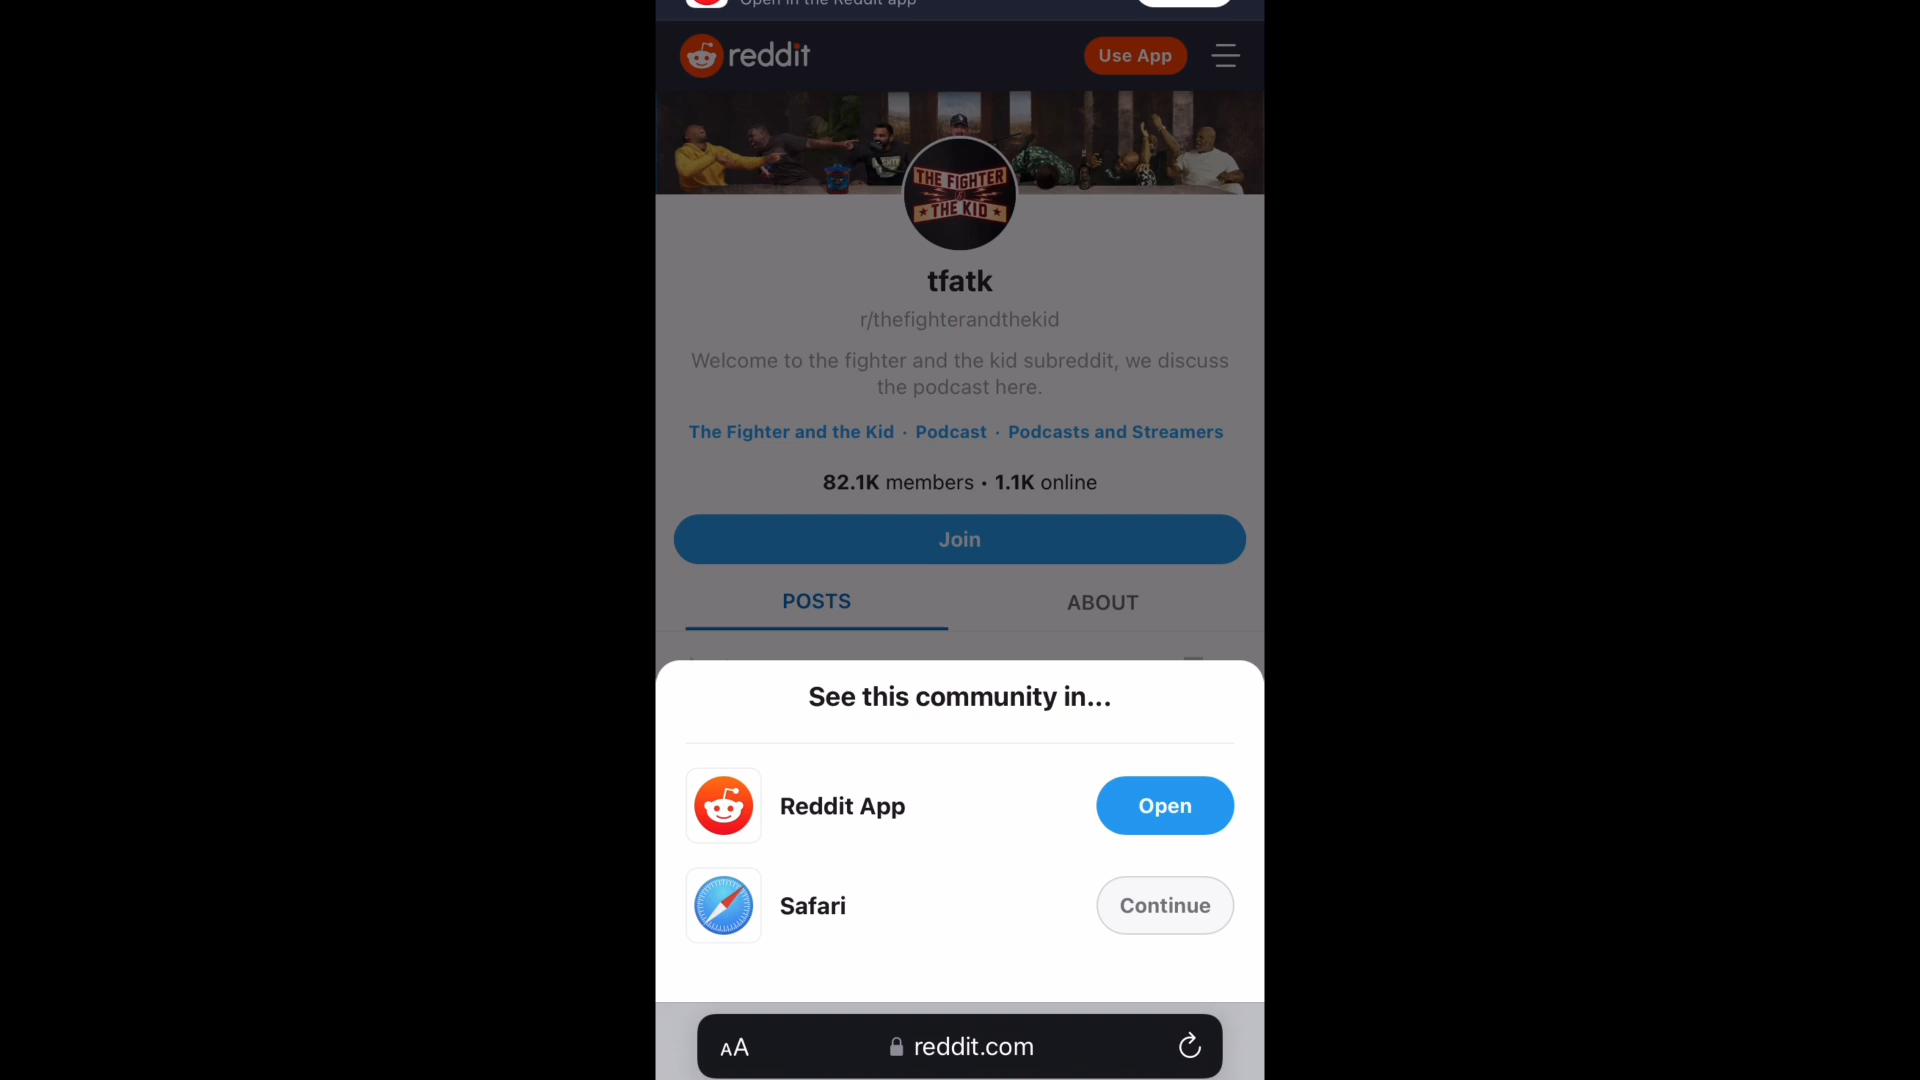 Open in the Reddit app
reddit
Use App
THE FIGHTER
& THE KID
tfatk
r/thefighterandthekid
Welcome to the fighter and the kid subreddit, we discuss
the podcast here.
The Fighter and the Kid · Podcast · Podcasts and Streamers
82.1K members • 1.1K online
Join
POSTS
ABOUT
See this community in...
Reddit App
Open
Safari
Continue
AA
reddit.com